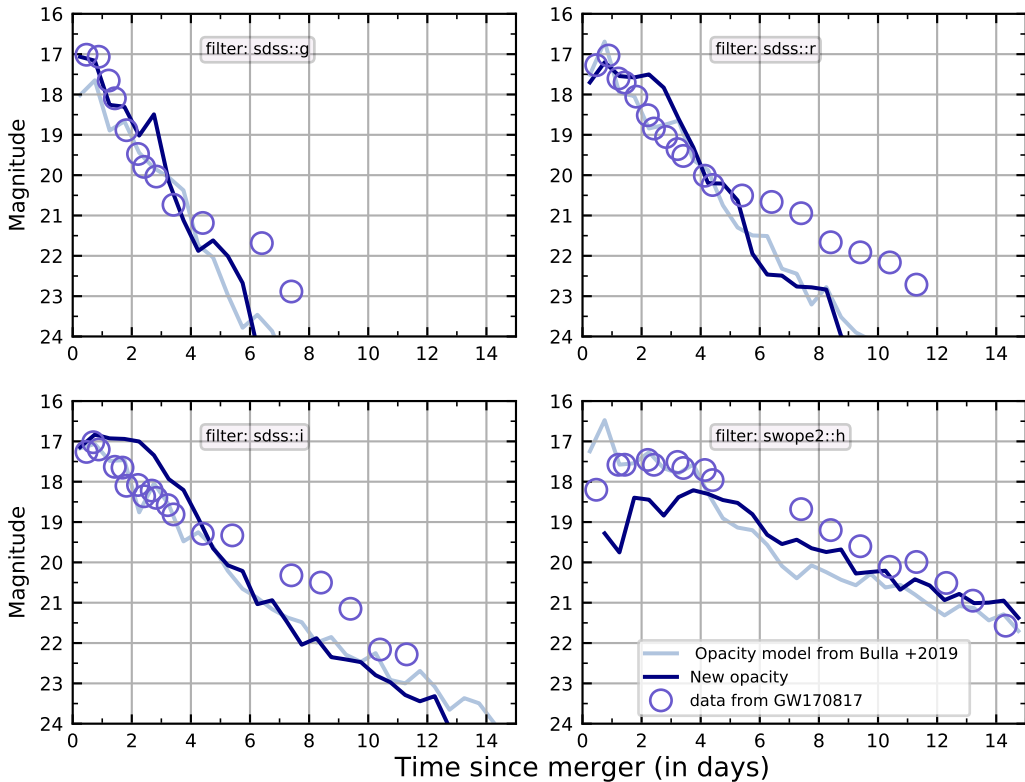 16
17
18
19
20
21
22
23
24
0 2 4 6 8 10 12 14
Magnitude
filter: sdss::g
16
17
18
19
20
21
22
23
24
0 2 4 6 8 10 12 14
filter: sdss::r
16
17
18
19
20
21
22
23
24
0 2 4 6 8 10 12 14
Magnitude
filter: sdss::i
16
17
18
19
20
21
22
23
24
0 2 4 6 8 10 12 14
filter: swope2::h
Opacity model from Bulla +2019
New opacity
data from GW170817
Time since merger (in days)